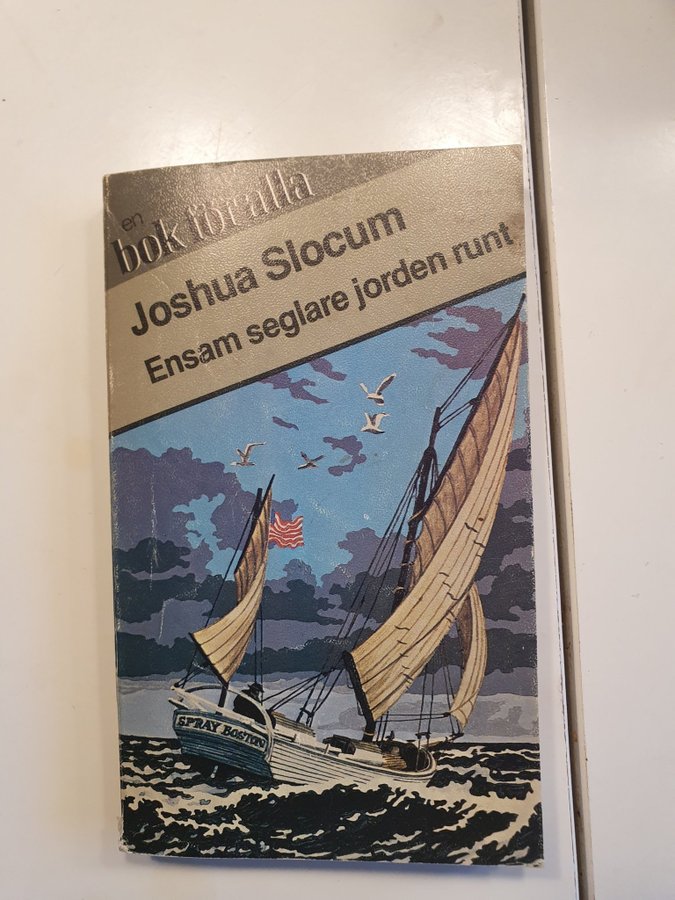 en
bok för alla
Joshua Slocum
Ensam seglare jorden runt
SPRAY BOSTON